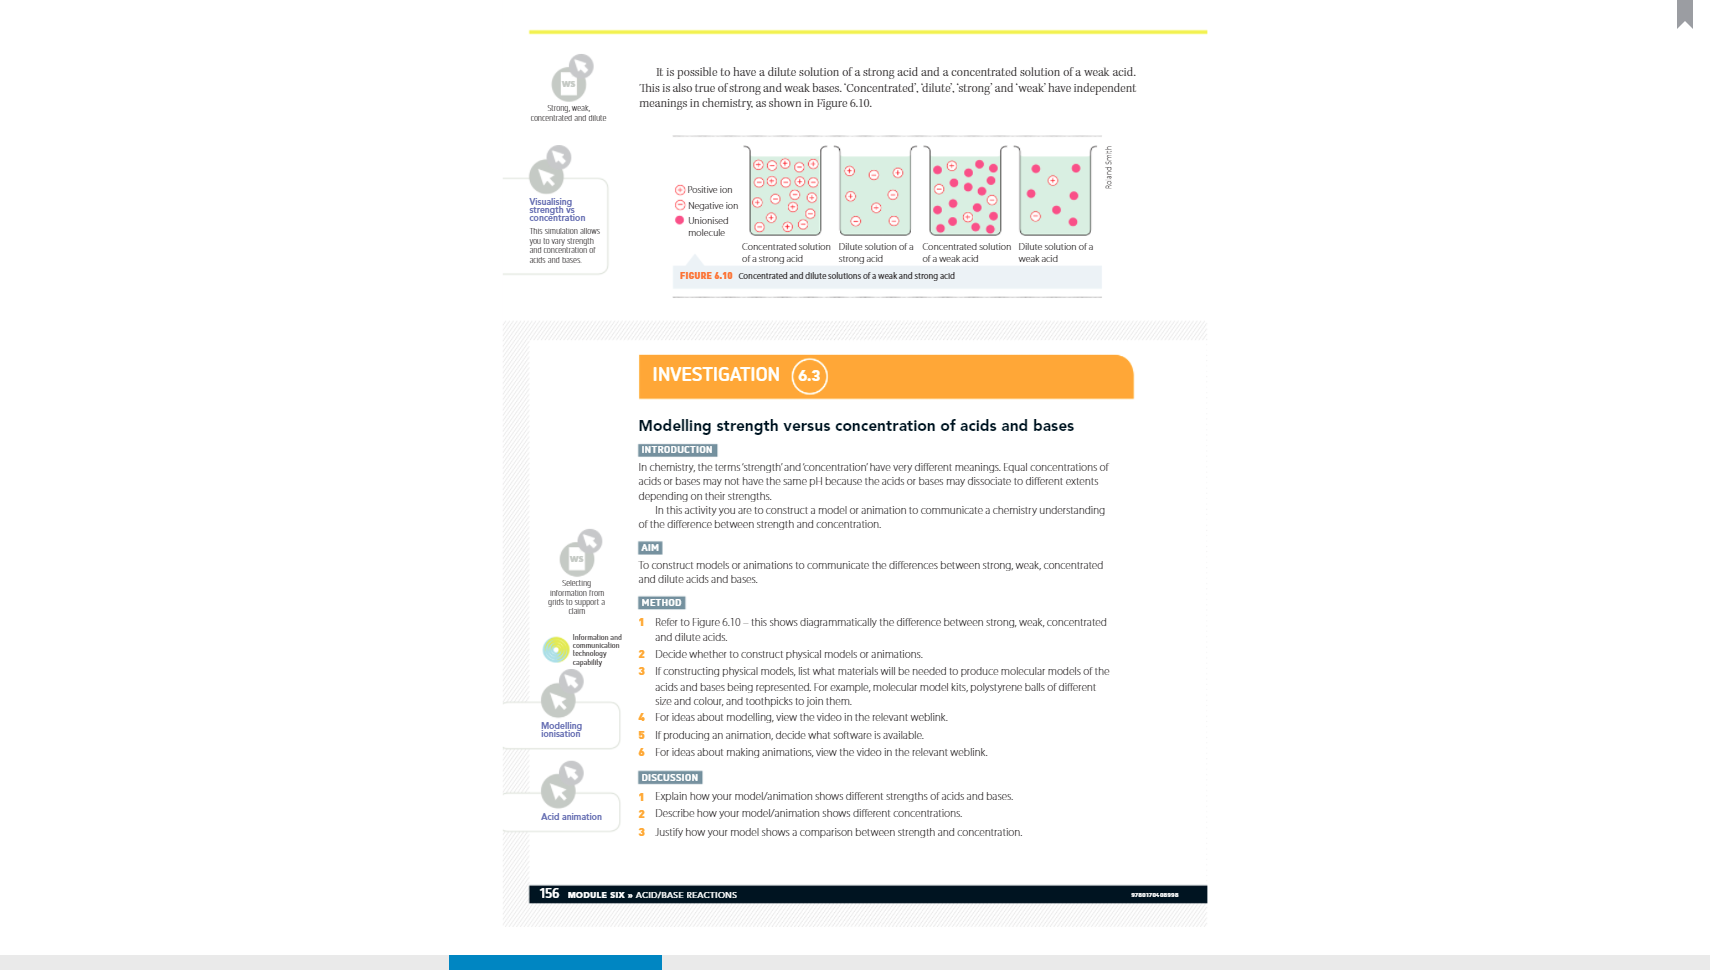 It is possible to have a dilute solution of a strong acid and a concentrated solution of a weak acid.
This is also true of strong and weak bases. ‘Concentrated’, ‘dilute’, ‘strong’ and ‘weak’ have independent
meanings in chemistry, as shown in Figure 6.10.
WS
Strong, weak,
concentrated and dilute
Visualising
strength vs
concentration
This simulation allows
you to vary strength
and concentration of
acids and bases.
Positive ion
Negative ion
Unionised
molecule
Concentrated solution
of a strong acid
Dilute solution of a
strong acid
Concentrated solution
of a weak acid
Dilute solution of a
weak acid
FIGURE 6.10 Concentrated and dilute solutions of a weak and strong acid
INVESTIGATION 6.3
Modelling strength versus concentration of acids and bases
INTRODUCTION
In chemistry, the terms ‘strength’ and ‘concentration’ have very different meanings. Equal concentrations of
acids or bases may not have the same pH because the acids or bases may dissociate to different extents
depending on their strengths.
In this activity you are to construct a model or animation to communicate a chemistry understanding
of the difference between strength and concentration.
AIM
To construct models or animations to communicate the differences between strong, weak, concentrated
and dilute acids and bases.
WS
Selecting
information from
grids to support a
claim
METHOD
1 Refer to Figure 6.10 – this shows diagrammatically the difference between strong, weak, concentrated
and dilute acids.
2 Decide whether to construct physical models or animations.
3 If constructing physical models, list what materials will be needed to produce molecular models of the
acids and bases being represented. For example, molecular model kits, polystyrene balls of different
size and colour, and toothpicks to join them.
4 For ideas about modelling, view the video in the relevant weblink.
5 If producing an animation, decide what software is available.
6 For ideas about making animations, view the video in the relevant weblink.
Information and
communication
technology
capability
Modelling
ionisation
Acid animation
DISCUSSION
1 Explain how your model/animation shows different strengths of acids and bases.
2 Describe how your model/animation shows different concentrations.
3 Justify how your model shows a comparison between strength and concentration.
156 MODULE SIX » ACID/BASE REACTIONS
9780170408998